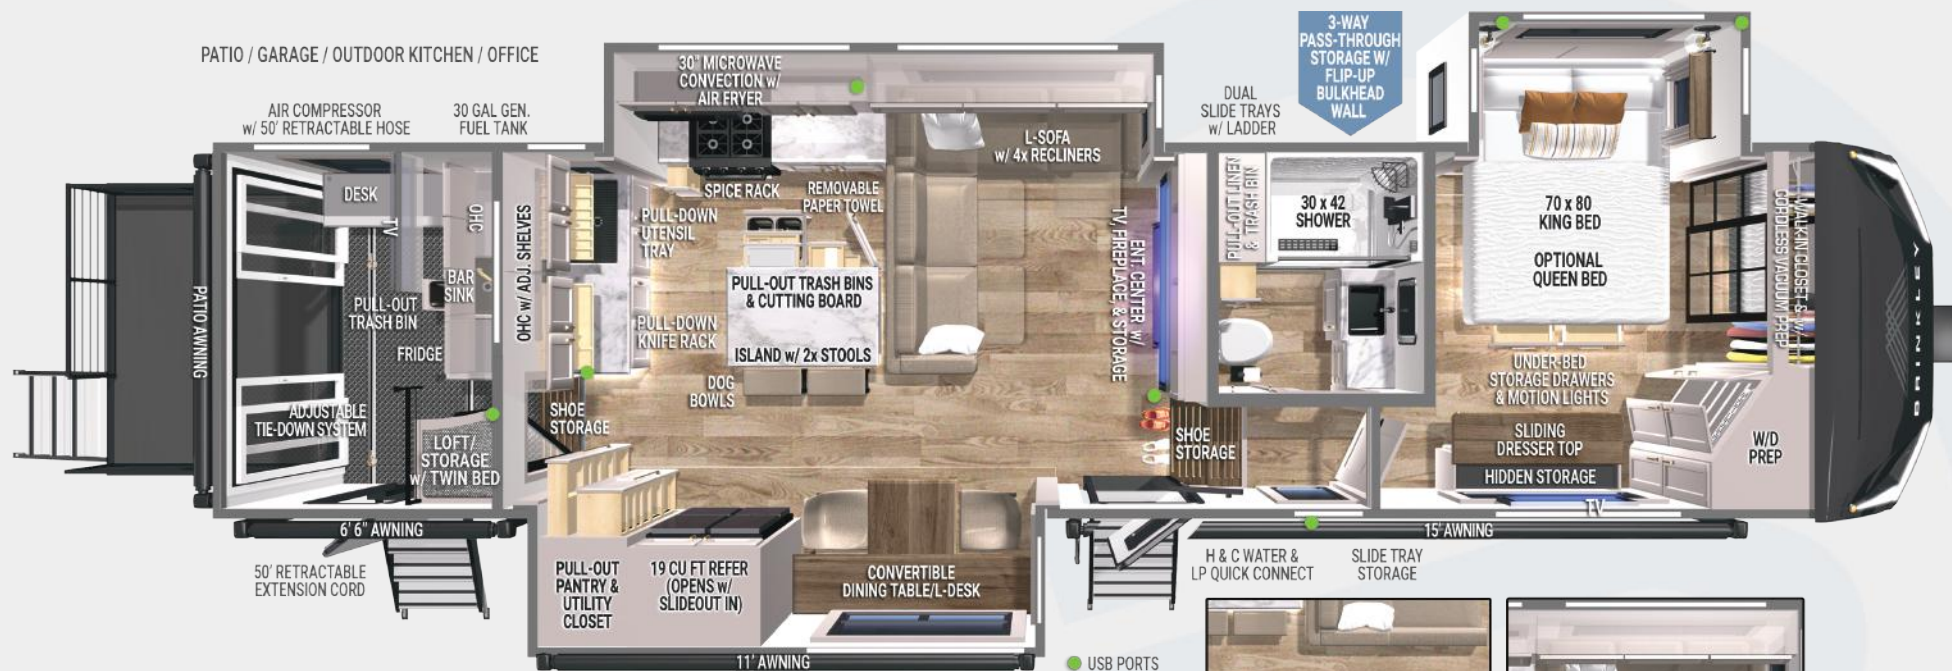 PATIO / GARAGE / OUTDOOR KITCHEN / OFFICE
AIR COMPRESSOR
w/ 50' RETRACTABLE HOSE
30 GAL GEN.
FUEL TANK
30" MICROWAVE
CONVECTION w/
AIR FRYER
L-SOFA
w/ 4x RECLINERS
DUAL
SLIDE TRAYS
w/ LADDER
3-WAY
PASS-THROUGH
STORAGE W/
FLIP-UP
BULKHEAD
WALL
PATIO AWNING
DESK
TV
OHC
BAR
SINK
PULL-OUT
TRASH BIN
FRIDGE
ADJUSTABLE
TIE-DOWN SYSTEM
LOFT/
STORAGE
w/ TWIN BED
OHC w/ ADJ. SHELVES
PULL-DOWN
UTENSIL
TRAY
PULL-DOWN
KNIFE RACK
SPICE RACK
REMOVABLE
PAPER TOWEL
PULL-OUT TRASH BINS
& CUTTING BOARD
ISLAND w/ 2x STOOLS
DOG
BOWLS
SHOE
STORAGE
ENT. CENTER w/
TV, FIREPLACE & STORAGE
SHOE
STORAGE
PULL-OUT LINEN
& TRASH BIN
30 x 42
SHOWER
70 x 80
KING BED
OPTIONAL
QUEEN BED
UNDER-BED
STORAGE DRAWERS
& MOTION LIGHTS
SLIDING
DRESSER TOP
HIDDEN STORAGE
TV
WALK-IN CLOSET & w/
CORDLESS VACUUM PREP
W/D
PREP
BRINKLEY
6' 6" AWNING
50' RETRACTABLE
EXTENSION CORD
PULL-OUT
PANTRY &
UTILITY
CLOSET
19 CU FT REFER
(OPENS w/
SLIDEOUT IN)
CONVERTIBLE
DINING TABLE/L-DESK
11' AWNING
15' AWNING
H & C WATER &
LP QUICK CONNECT
SLIDE TRAY
STORAGE
USB PORTS